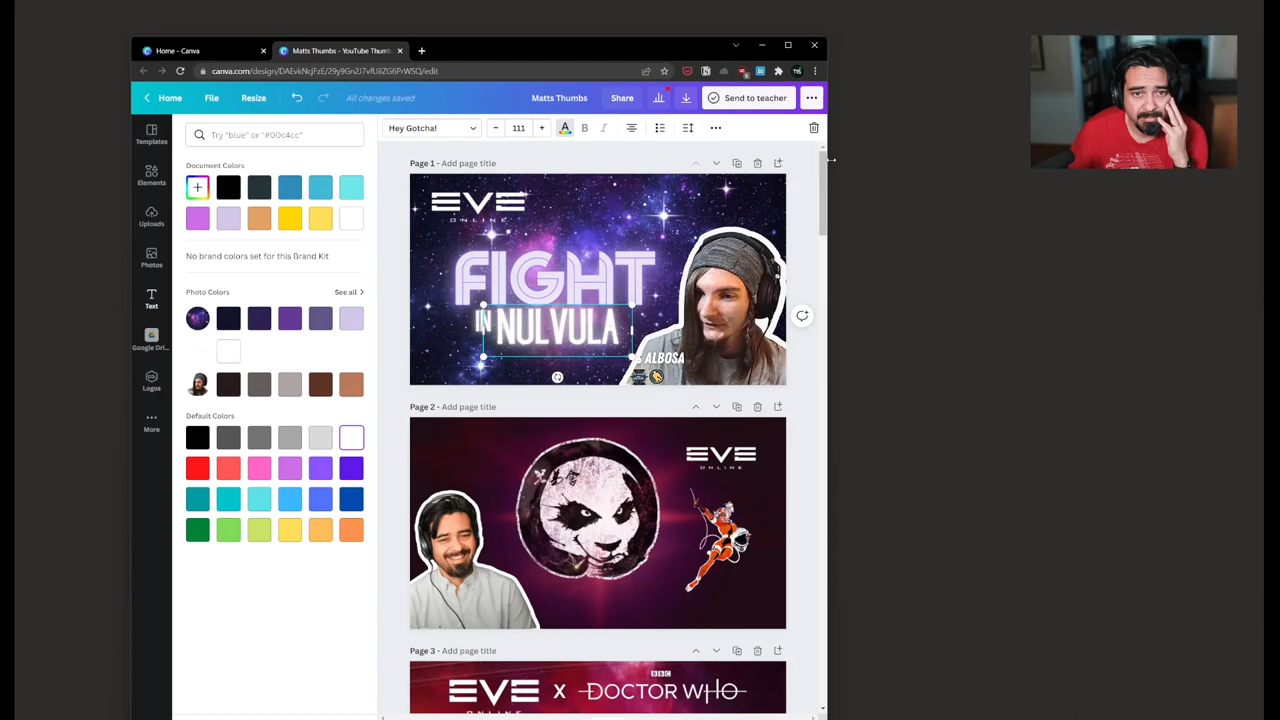 Home - Canva
Matts Thumbs - YouTube Thumb
canva.com/design/DAEvkNcjFzE/29y9Gn2J7vfUiIZG6PrWSQ/edit
Home
File
Resize
All changes saved
Matts Thumbs
Share
Send to teacher
Templates
Elements
Uploads
Photos
Text
Google Dri...
Logos
More
Try "blue" or "#00c4cc"
Document Colors
No brand colors set for this Brand Kit
Photo Colors
See all
Default Colors
Hey Gotcha!
111
A
B
I
Page 1 - Add page title
EVE
ONLINE
FIGHT
IN NULVULA
S ALBOSA
Page 2 - Add page title
EVE
ONLINE
Page 3 - Add page title
BBC
EVE X DOCTOR WHO
ONLINE